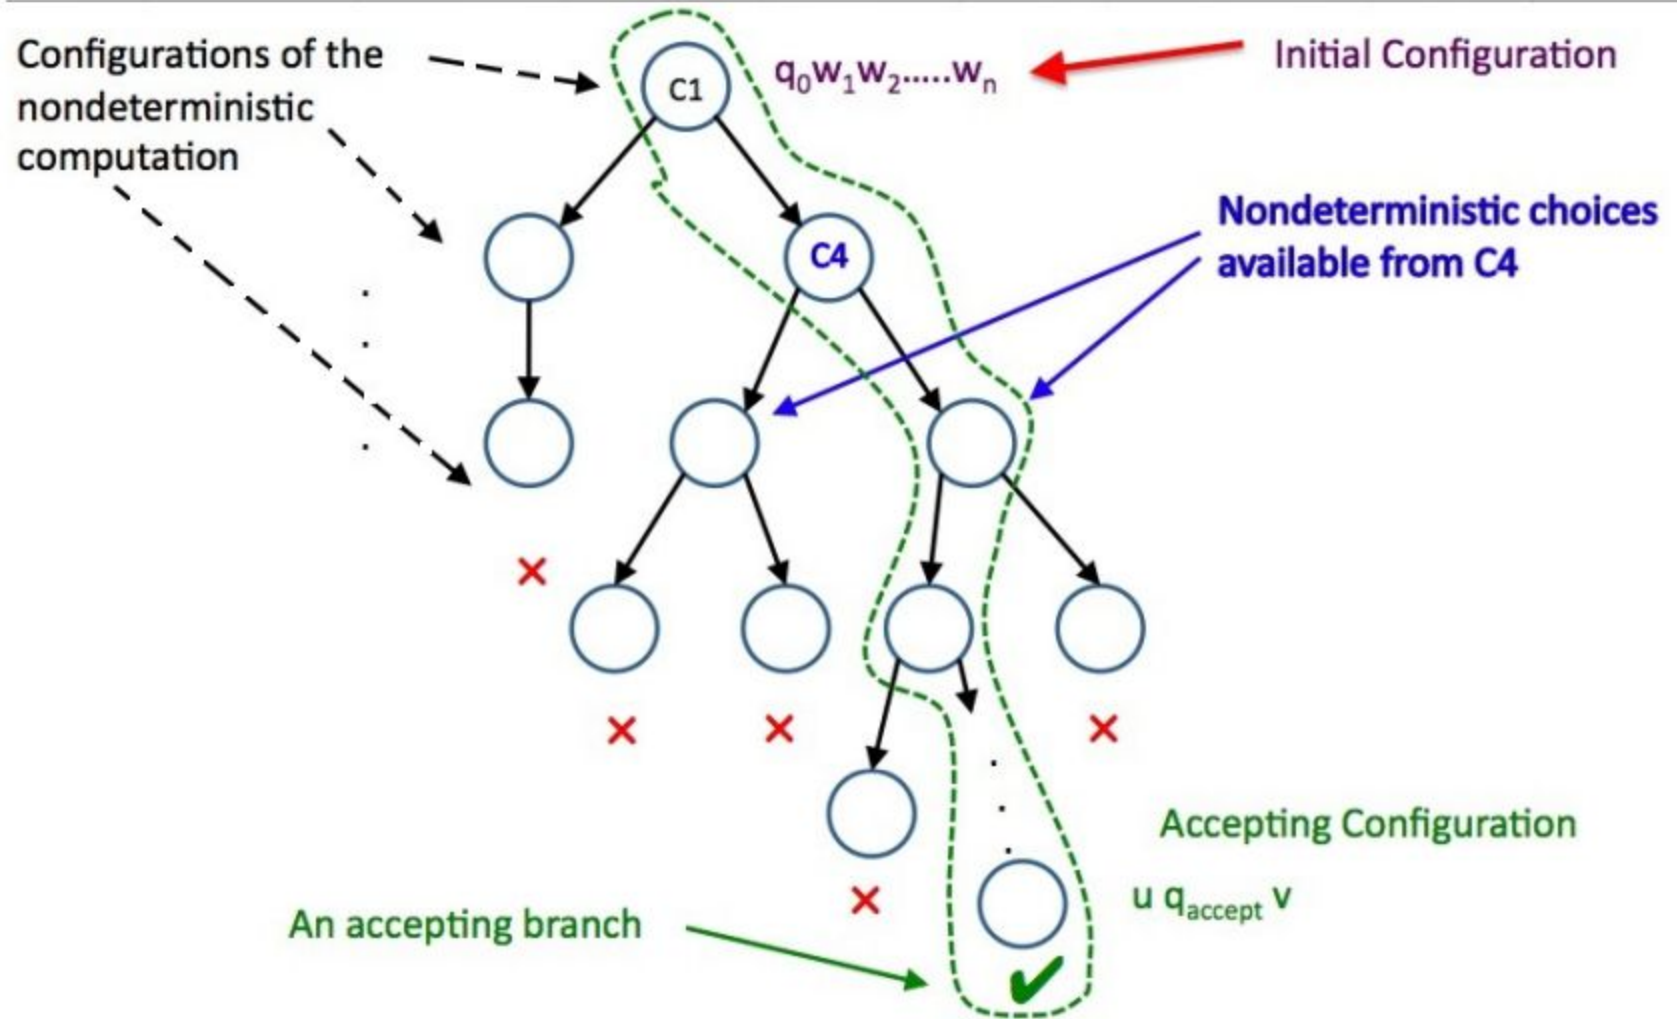 Configurations of the
nondeterministic
computation
C1
q0w1w2.....wn
Initial Configuration
C4
Nondeterministic choices
available from C4
Accepting Configuration
u qaccept v
An accepting branch